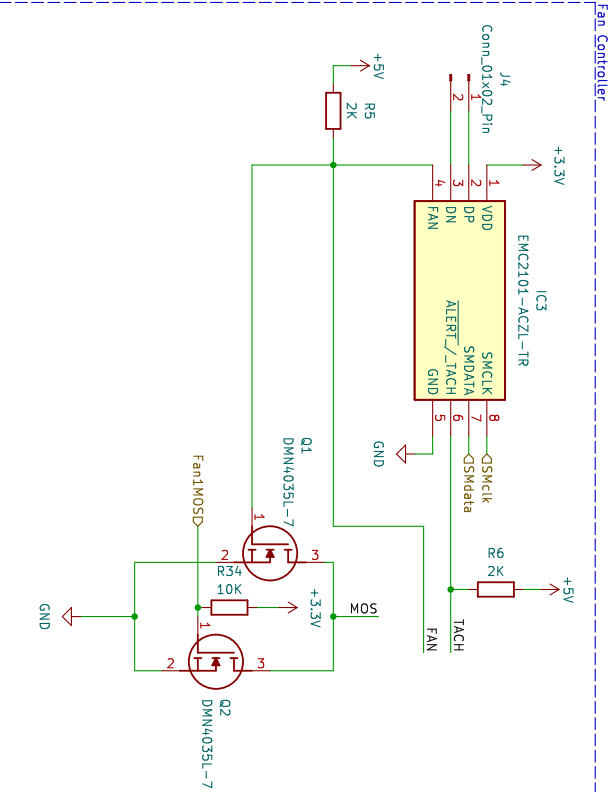 Fan Controller
J4
Conn_01x02_Pin
2
1
+5V
R5
2K
+3.3V
4
3
2
1
FAN
DN
DP
VDD
IC3
EMC2101-ACZL-TR
GND
ALERT_/_TACH
SMDATA
SMCLK
5
6
7
8
GND
SMdata
SMclk
Q1
DMN4035L-7
Fan1MOS
1
2
3
R6
2K
+5V
R34
10K
+3.3V
MOS
FAN
TACH
GND
1
2
3
Q2
DMN4035L-7